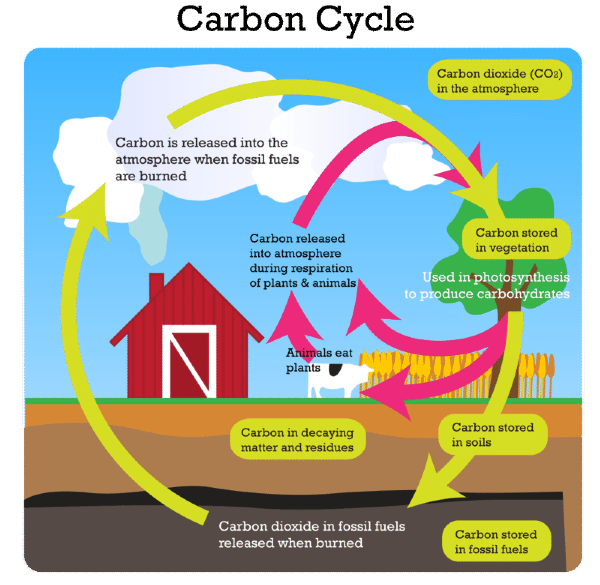 Carbon Cycle
Carbon dioxide (CO2)
in the atmosphere
Carbon is released into the
atmosphere when fossil fuels
are burned
Carbon stored
in vegetation
Carbon released
into atmosphere
during respiration
of plants & animals
Used in photosynthesis
to produce carbohydrates
Animals eat
plants
Carbon in decaying
matter and residues
Carbon stored
in soils
Carbon dioxide in fossil fuels
released when burned
Carbon stored
in fossil fuels